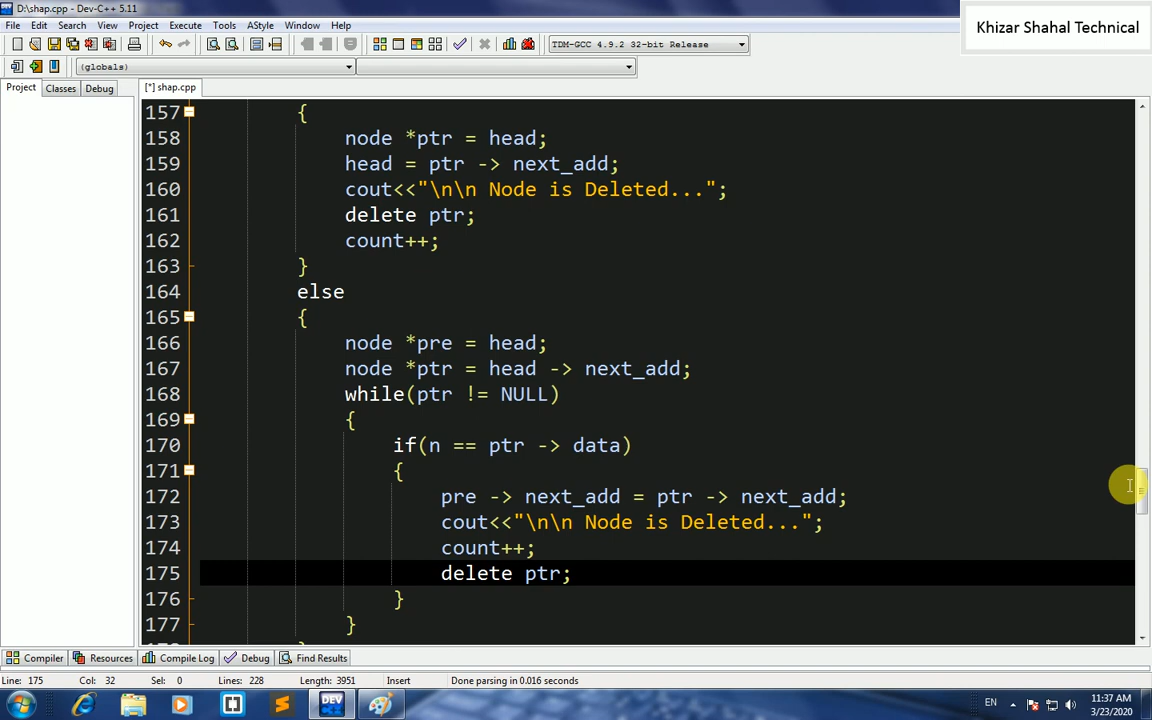 D:\shap.cpp - Dev-C++ 5.11
Khizar Shahal Technical
File Edit Search View Project Execute Tools AStyle Window Help
TDM-GCC 4.9.2 32-bit Release
(globals)
Project Classes Debug
[*] shap.cpp
157 {
158 node *ptr = head;
159 head = ptr -> next_add;
160 cout<<"\n\n Node is Deleted...";
161 delete ptr;
162 count++;
163 }
164 else
165 {
166 node *pre = head;
167 node *ptr = head -> next_add;
168 while(ptr != NULL)
169 {
170 if(n == ptr -> data)
171 {
172 pre -> next_add = ptr -> next_add;
173 cout<<"\n\n Node is Deleted...";
174 count++;
175 delete ptr;
176 }
177 }
Compiler Resources Compile Log Debug Find Results
Line: 175 Col: 32 Sel: 0 Lines: 228 Length: 3951 Insert Done parsing in 0.016 seconds
DEV
EN
11:37 AM
3/23/2020